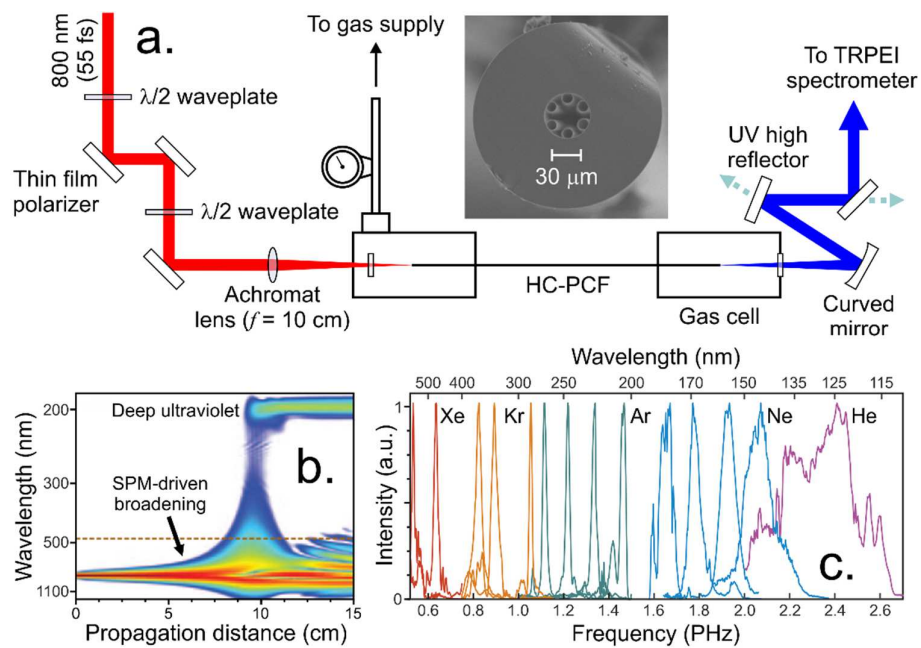 a.
800 nm
(55 fs)
λ/2 waveplate
Thin film
polarizer
λ/2 waveplate
Achromat
lens (f = 10 cm)
To gas supply
30 μm
HC-PCF
Gas cell
To TRPEI
spectrometer
UV high
reflector
Curved
mirror
b.
Wavelength (nm)
200
300
500
1100
Deep ultraviolet
SPM-driven
broadening
0 5 10 15
Propagation distance (cm)
c.
Wavelength (nm)
500 400 300 250 200 170 150 135 125 115
Intensity (a.u.)
1
0
Xe Kr Ar Ne He
0.6 0.8 1.0 1.2 1.4 1.6 1.8 2.0 2.2 2.4 2.6
Frequency (PHz)